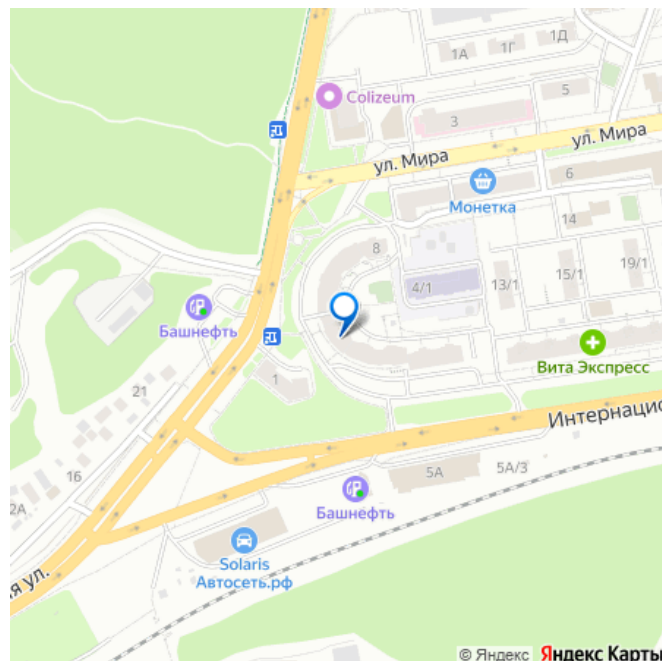 1А
1Г
1Д
Colizeum
5
3
ул. Мира
ул. Мира
Монетка
6
14
8
4/1
13/1
15/1
19/1
Башнефть
Вита Экспресс
1
21
Интернацио
16
5А
5А/3
2А
Башнефть
Solaris
Автосеть.рф
я ул.
© Яндекс Яндекс Карты